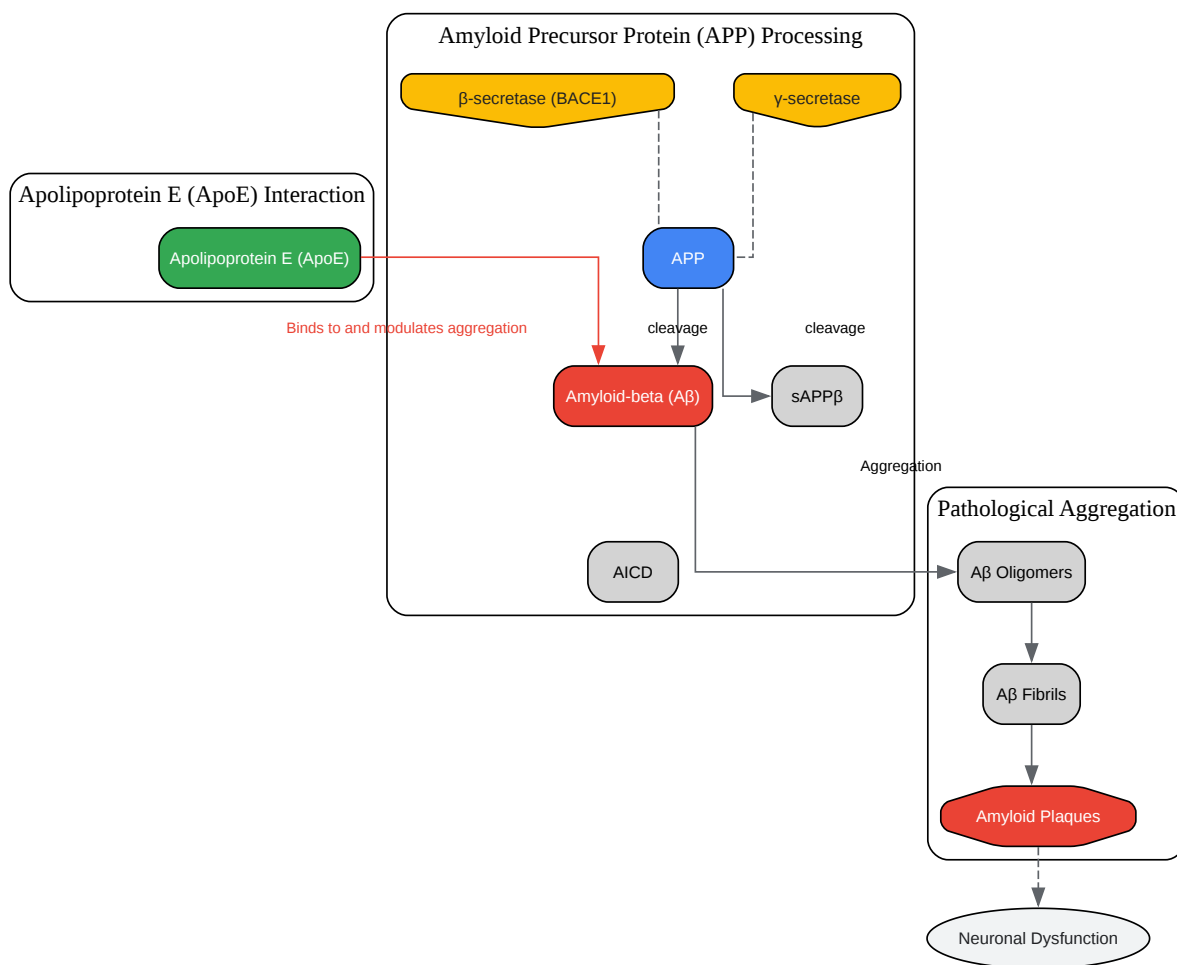 Amyloid Precursor Protein (APP) Processing
β-secretase (BACE1)
γ-secretase
Apolipoprotein E (ApoE) Interaction
Apolipoprotein E (ApoE)
APP
Binds to and modulates aggregation
cleavage
cleavage
Amyloid-beta (Aβ)
sAPPβ
Aggregation
Pathological Aggregation
AICD
Aβ Oligomers
Aβ Fibrils
Amyloid Plaques
Neuronal Dysfunction